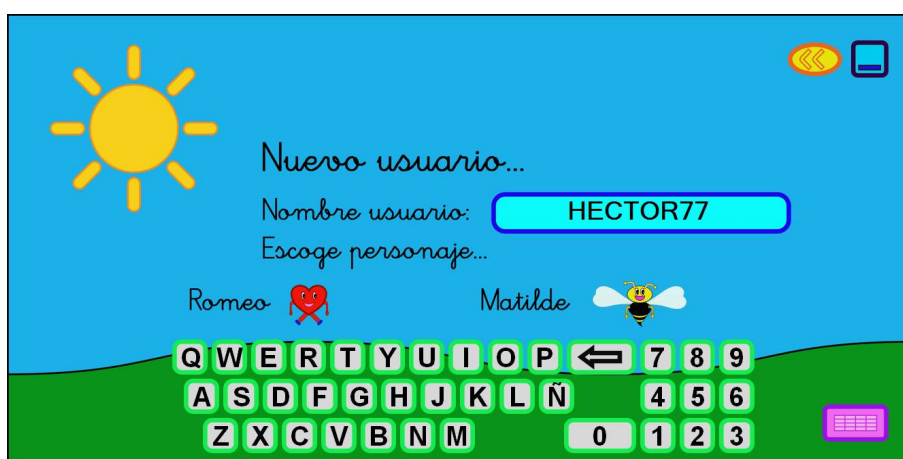 Nuevo usuario...
Nombre usuario: HECTOR77
Escoge personaje...
Romeo Matilde
Q W E R T Y U I O P 7 8 9
A S D F G H J K L Ñ 4 5 6
Z X C V B N M 0 1 2 3